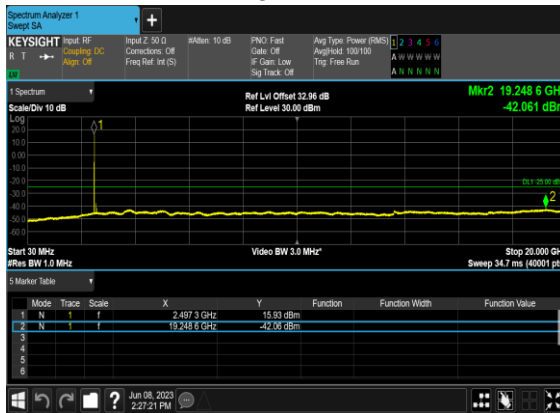 Spectrum Analyzer 1
Swept SA
+
KEYSIGHT Input: RF Input Z: 50 Ω #Atten: 10 dB PNO: Fast Avg Type: Power (RMS) 1 2 3 4 5 6
R T Coupling: DC Corrections: Off Gate: Off Avg|Hold: 100/100 A W W W W W
Align: Off Freq Ref: Int (S) IF Gain: Low Trig: Free Run
Sig Track: Off A N N N N N
1 Spectrum Ref Lvl Offset 32.96 dB Mkr2 19.248 6 GH
Scale/Div 10 dB Ref Level 30.00 dBm -42.061 dBr
Log
1
20.0
10.0
0.00
-10.0
-20.0
DL1 -25.00 dB
-30.0
2
-40.0
-50.0
-60.0
Start 30 MHz Video BW 3.0 MHz* Stop 20.000 GH
#Res BW 1.0 MHz Sweep 34.7 ms (40001 pt
5 Marker Table
Mode Trace Scale X Y Function Function Width Function Value
1 N 1 f 2.497 3 GHz 15.93 dBm
2 N 1 f 19.248 6 GHz -42.06 dBm
3
4
5
6
? Jun 08, 2023
2:27:21 PM